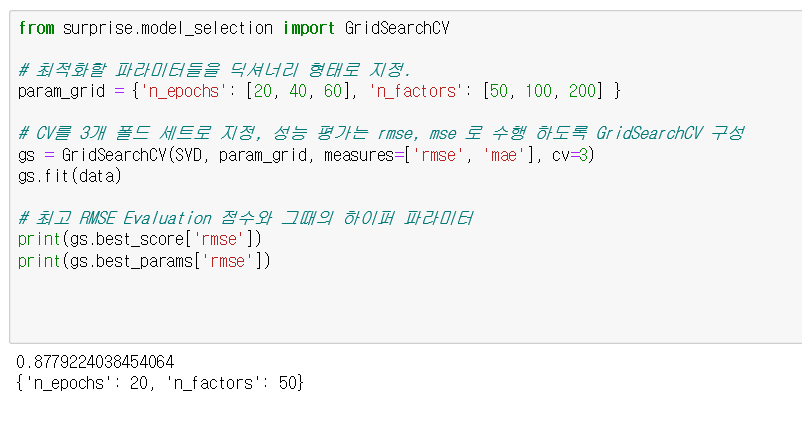 from surprise.model_selection import GridSearchCV
# 최적화할 파라미터들을 딕셔너리 형태로 지정.
param_grid = {'n_epochs': [20, 40, 60], 'n_factors': [50, 100, 200] }
# CV를 3개 폴드 세트로 지정, 성능 평가는 rmse, mse 로 수행 하도록 GridSearchCV 구성
gs = GridSearchCV(SVD, param_grid, measures=['rmse', 'mae'], cv=3)
gs.fit(data)
# 최고 RMSE Evaluation 점수와 그때의 하이퍼 파라미터
print(gs.best_score['rmse'])
print(gs.best_params['rmse'])
0.8779224038454064
{'n_epochs': 20, 'n_factors': 50}